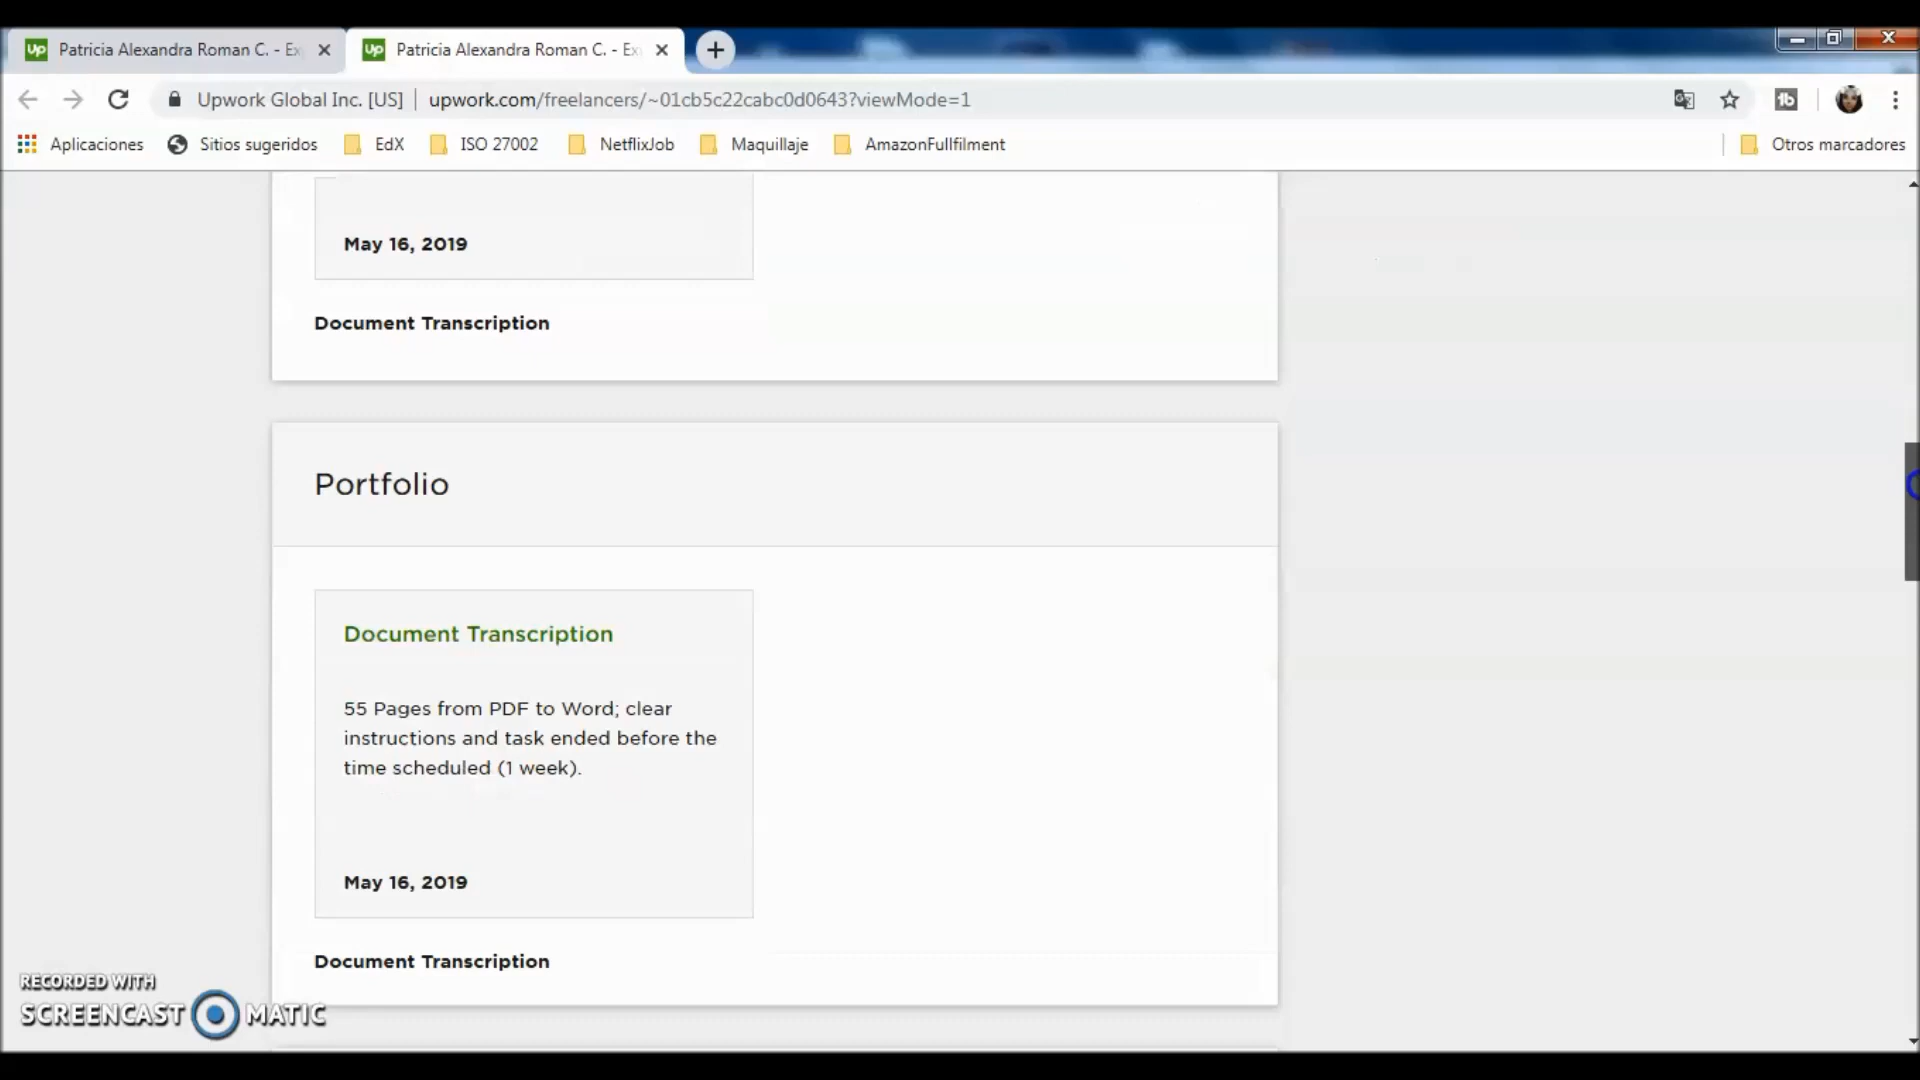 Patricia Alexandra Roman C. - Ex
Patricia Alexandra Roman C. - Ex
Upwork Global Inc. [US]
upwork.com/freelancers/~01cb5c22cabc0d0643?viewMode=1
Aplicaciones
Sitios sugeridos
EdX
ISO 27002
NetflixJob
Maquillaje
AmazonFullfilment
Otros marcadores
May 16, 2019
Document Transcription
Portfolio
Document Transcription
55 Pages from PDF to Word; clear
instructions and task ended before the
time scheduled (1 week).
May 16, 2019
Document Transcription
RECORDED WITH
SCREENCAST MATIC